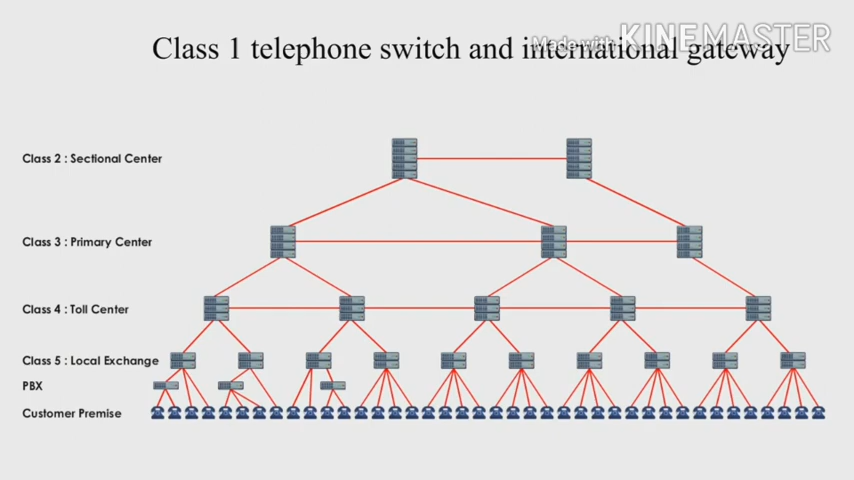 Made with KINEMASTER
Class 1 telephone switch and international gateway
Class 2 : Sectional Center
Class 3 : Primary Center
Class 4 : Toll Center
Class 5 : Local Exchange
PBX
Customer Premise